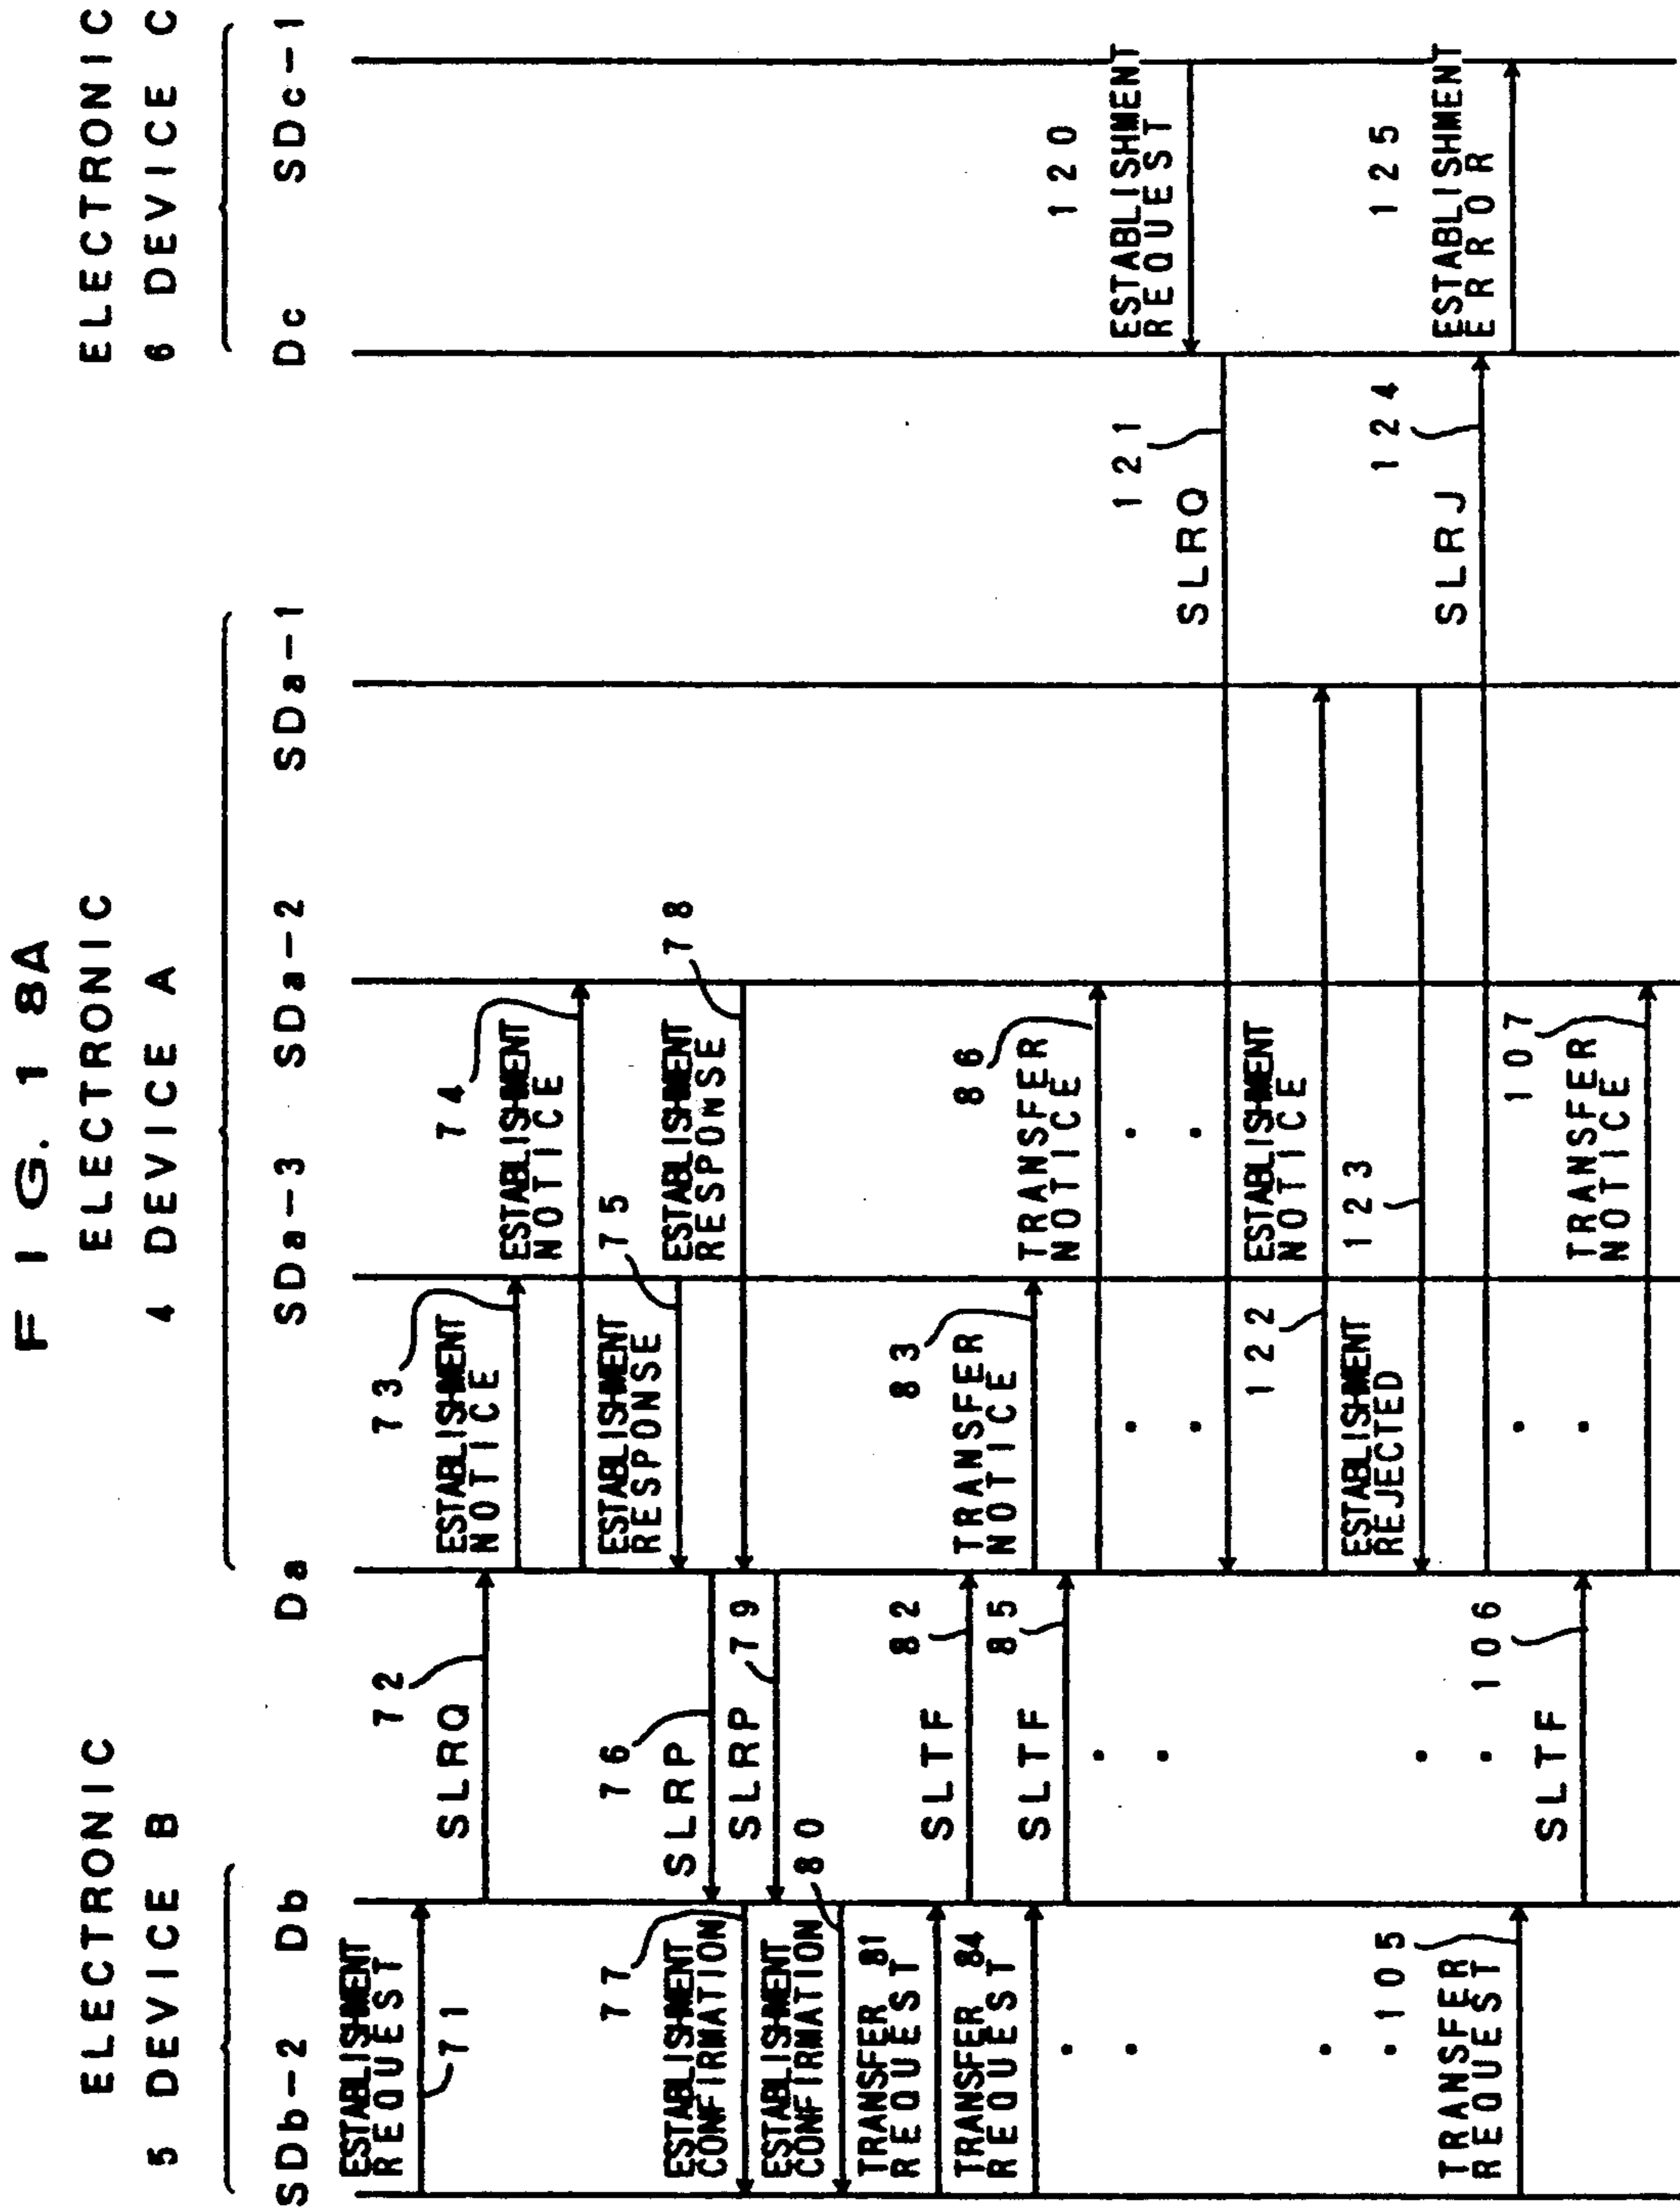 FIG. 18A
ELECTRONIC
5 DEVICE B
ELECTRONIC
4 DEVICE A
ELECTRONIC
6 DEVICE C
SDb-2
Db
Da
SDa-3
SDa-2
SDa-1
Dc
SDc-1
ESTABLISHMENT
REQUEST
71
SLRQ
72
ESTABLISHMENT
NOTICE
73
ESTABLISHMENT
NOTICE
74
ESTABLISHMENT
RESPONSE
75
SLRP
76
ESTABLISHMENT
CONFIRMATION
77
ESTABLISHMENT
RESPONSE
78
SLRP
79
ESTABLISHMENT
CONFIRMATION
80
TRANSFER 81
REQUEST
SLTF
82
TRANSFER
NOTICE
83
TRANSFER 84
REQUEST
SLTF
85
TRANSFER
NOTICE
86
120
ESTABLISHMENT
REQUEST
121
SLRQ
122
ESTABLISHMENT
NOTICE
123
ESTABLISHMENT
REJECTED
124
SLRJ
125
ESTABLISHMENT
ERROR
105
TRANSFER
REQUEST
106
SLTF
107
TRANSFER
NOTICE